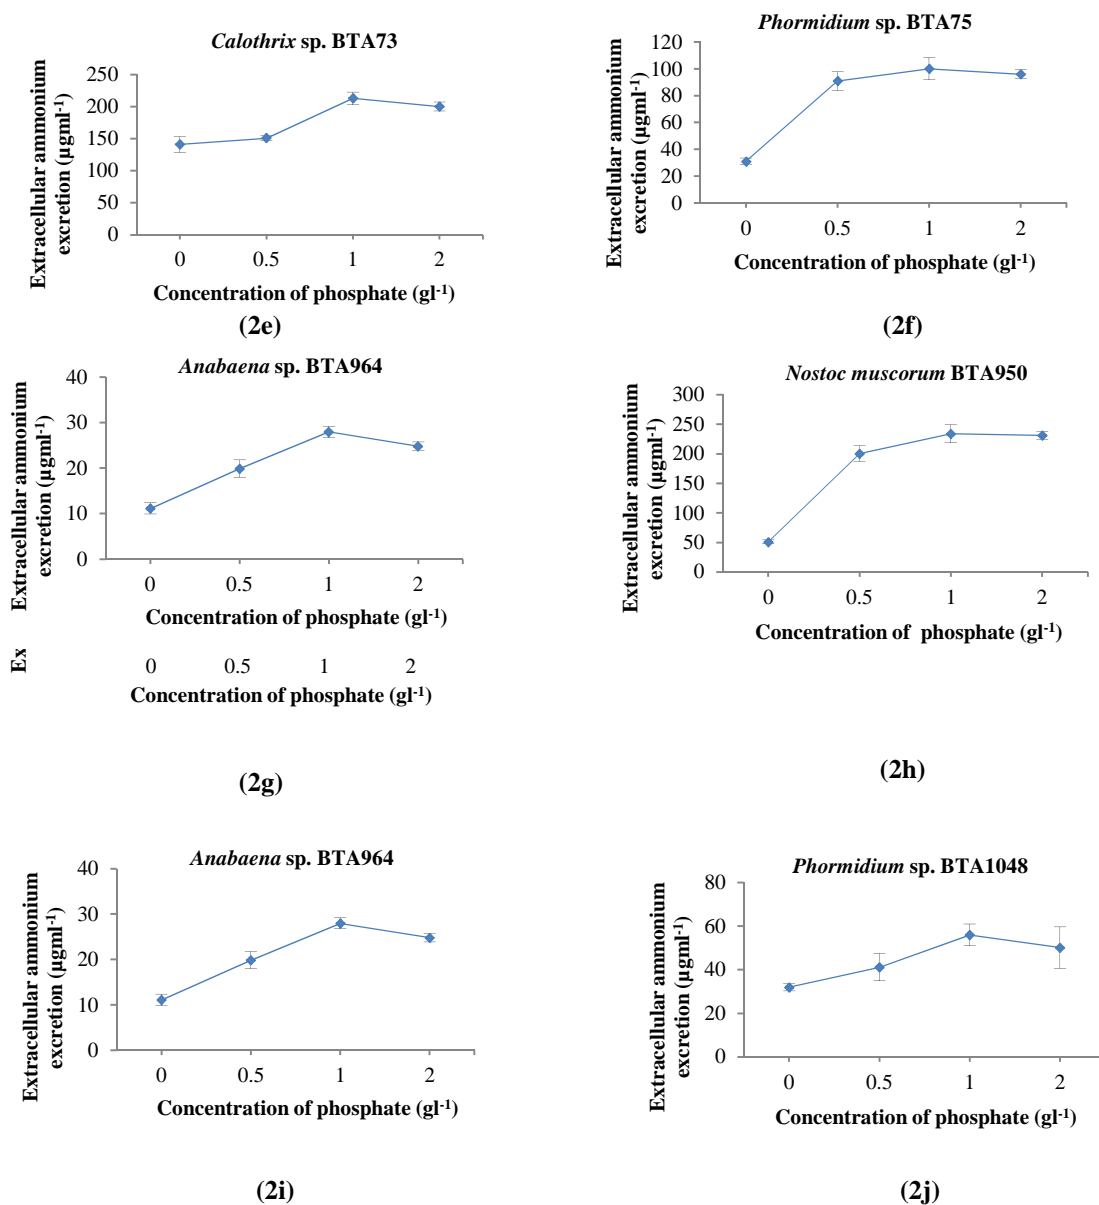 Calothrix sp. BTA73
Extracellular ammonium
excretion (µgml-1)
250
200
150
100
50
0
0 0.5 1 2
Concentration of phosphate (gl-1)
(2e)
Phormidium sp. BTA75
Extracellular ammonium
excretion (µgml-1)
120
100
80
60
40
20
0
0 0.5 1 2
Concentration of phosphate (gl-1)
(2f)
Anabaena sp. BTA964
Extracellular ammonium
excretion (µgml-1)
40
30
20
10
0
0 0.5 1 2
Concentration of phosphate (gl-1)
Ex
0 0.5 1 2
Concentration of phosphate (gl-1)
(2g)
Nostoc muscorum BTA950
Extracellular ammonium
excretion (µgml-1)
300
250
200
150
100
50
0
0 0.5 1 2
Concentration of phosphate (gl-1)
(2h)
Anabaena sp. BTA964
Extracellular ammonium
excretion (µgml-1)
40
30
20
10
0
0 0.5 1 2
Concentration of phosphate (gl-1)
(2i)
Phormidium sp. BTA1048
Extracellular ammonium
excretion (µgml-1)
80
60
40
20
0
0 0.5 1 2
Concentration of phosphate (gl-1)
(2j)